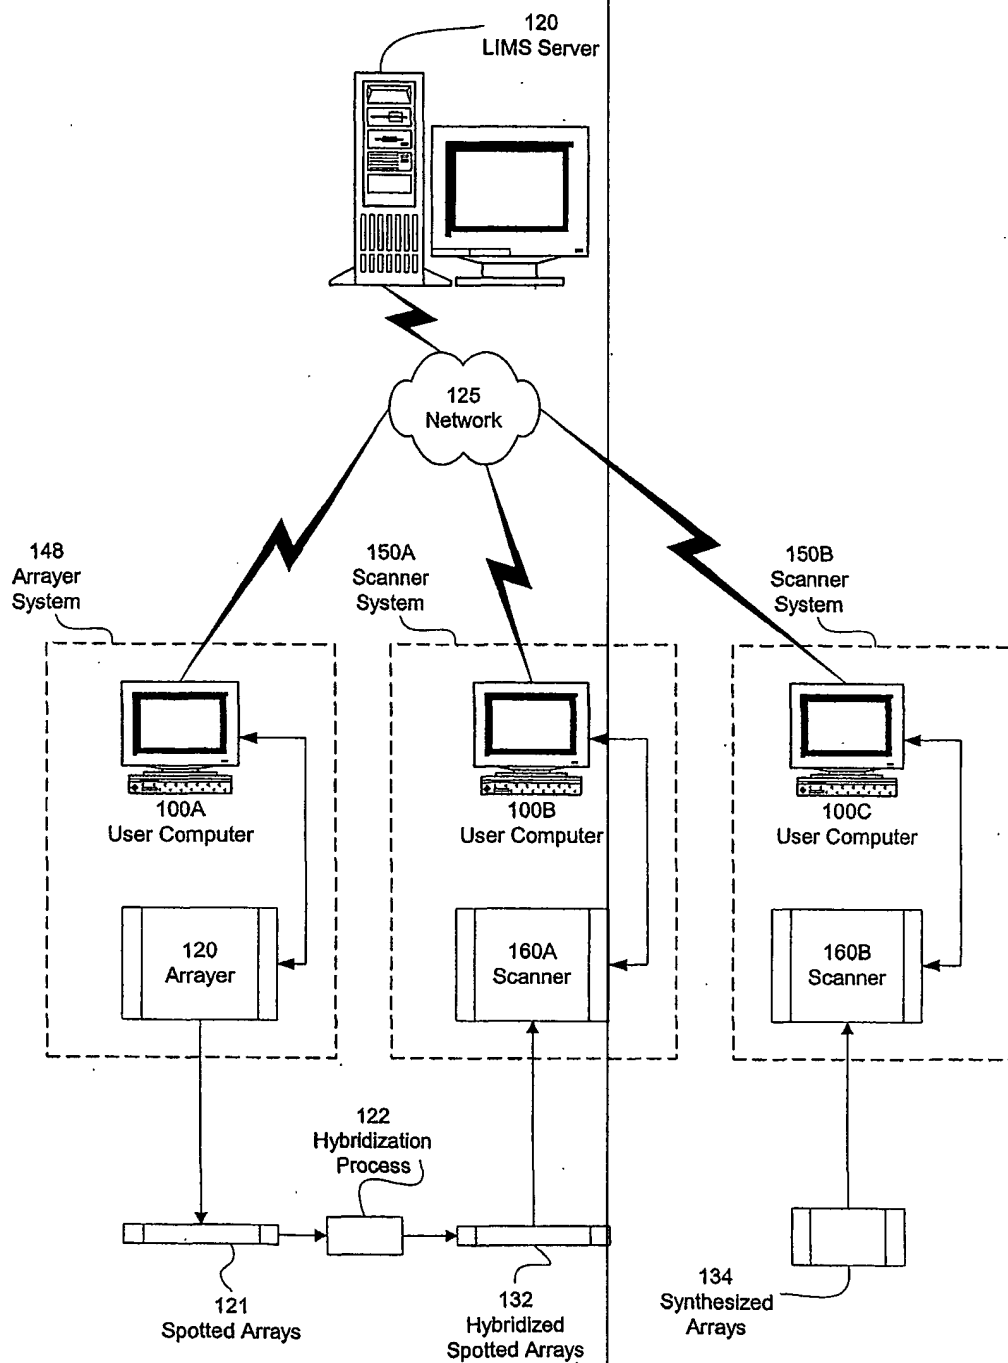 120
LIMS Server
125
Network
148
Arrayer
System
150A
Scanner
System
150B
Scanner
System
100A
User Computer
100B
User Computer
100C
User Computer
120
Arrayer
160A
Scanner
160B
Scanner
122
Hybridization
Process
121
Spotted Arrays
132
Hybridized
Spotted Arrays
134
Synthesized
Arrays